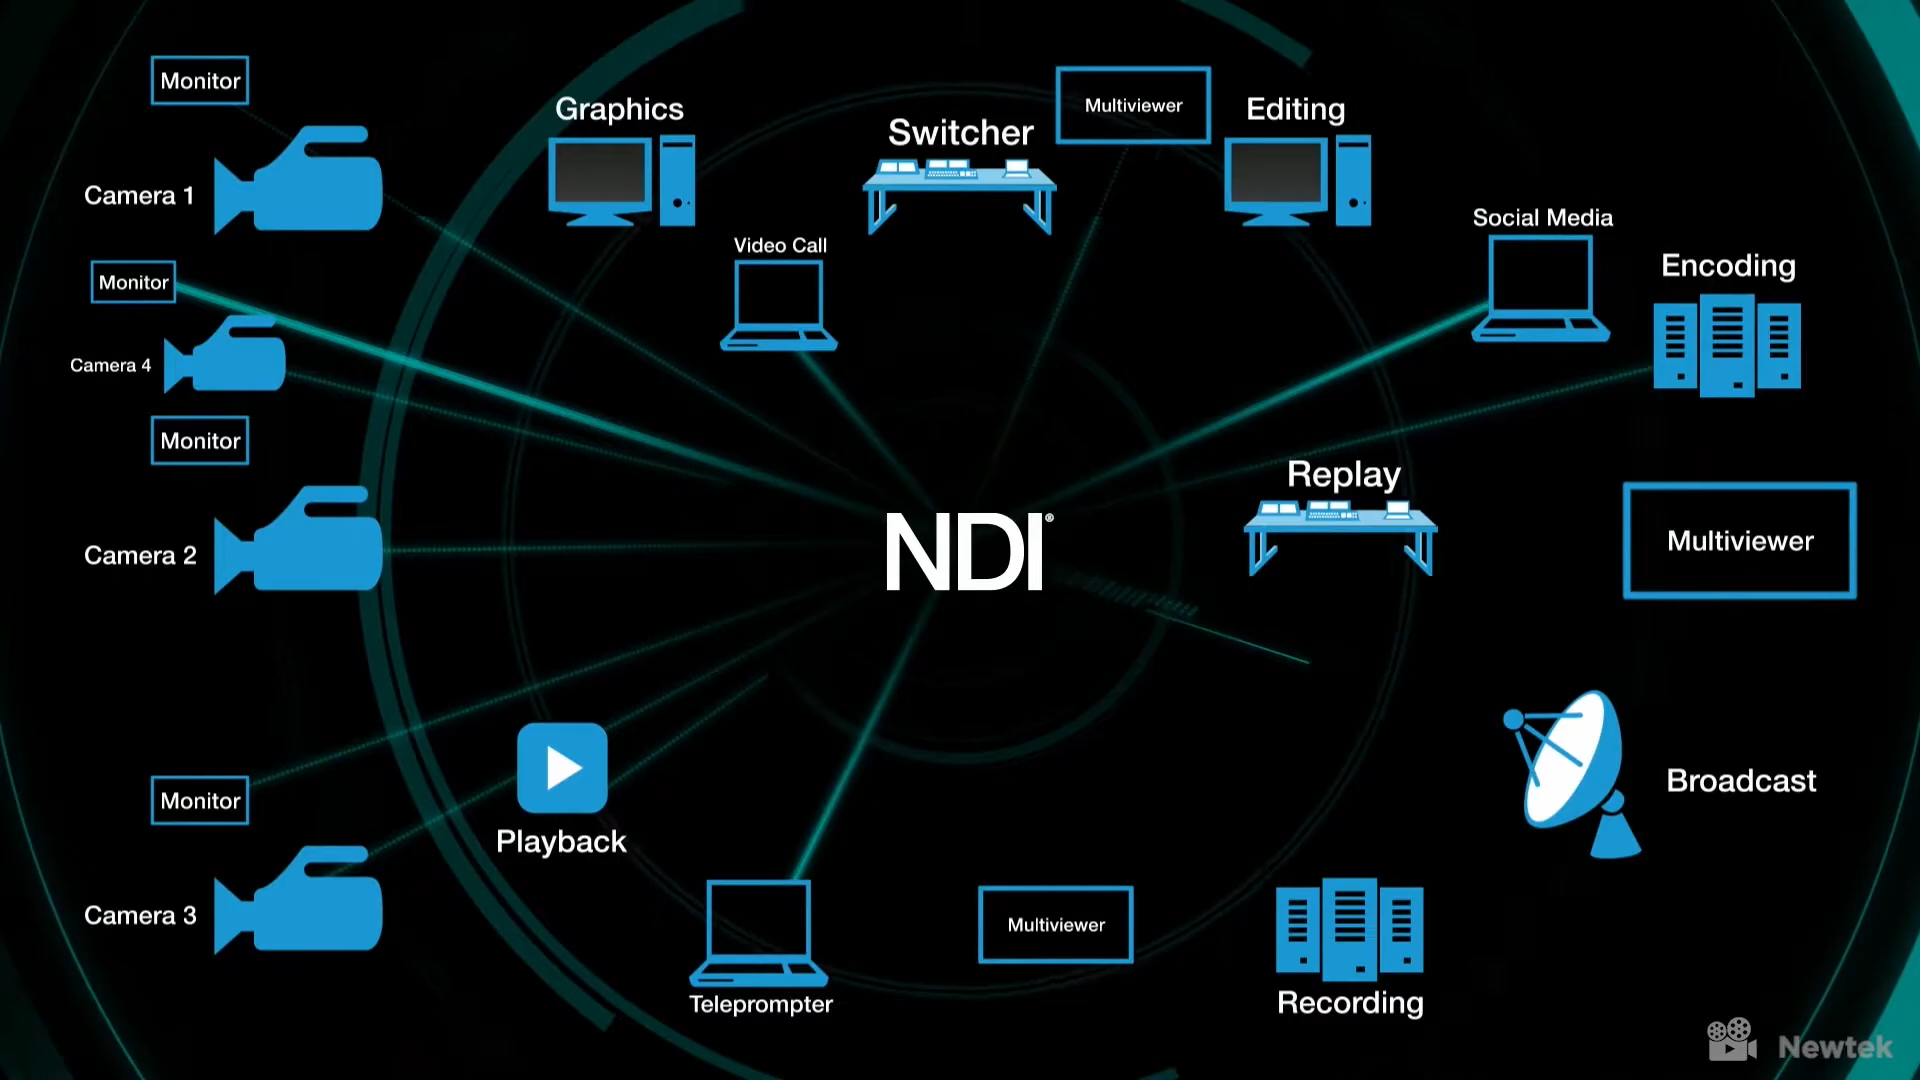 Monitor
Graphics
Switcher
Multiviewer
Editing
Camera 1
Video Call
Social Media
Encoding
Monitor
Camera 4
Monitor
Replay
NDI®
Multiviewer
Camera 2
Monitor
Playback
Broadcast
Camera 3
Multiviewer
Teleprompter
Recording
Newtek